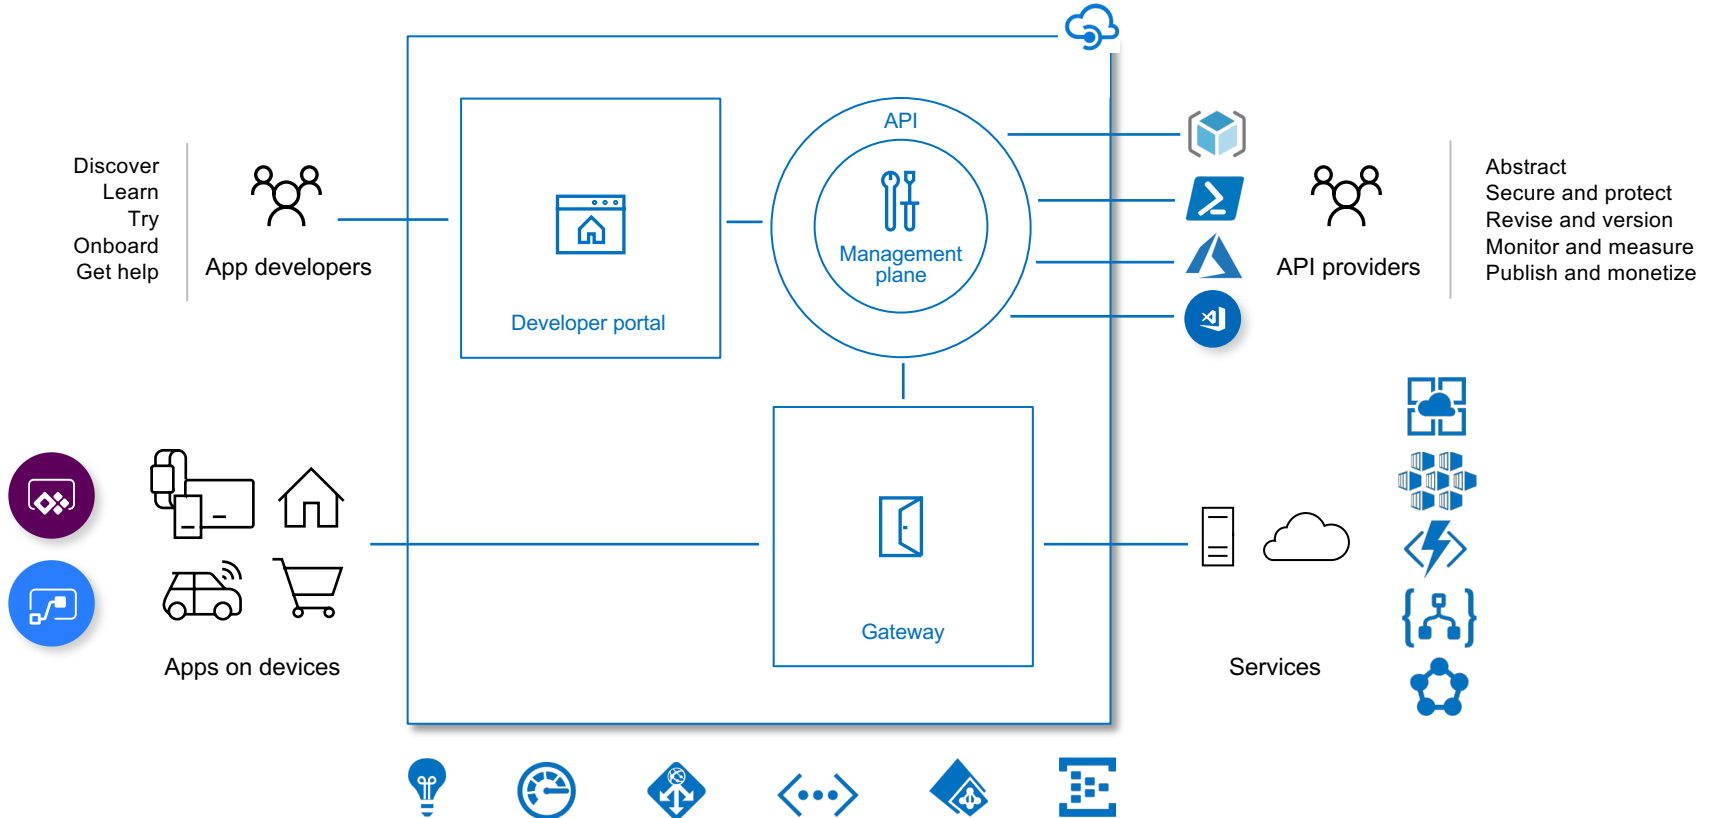 Discover
Learn
Try
Onboard
Get help
App developers
Developer portal
API
Management
plane
API providers
Abstract
Secure and protect
Revise and version
Monitor and measure
Publish and monetize
Apps on devices
Gateway
Services